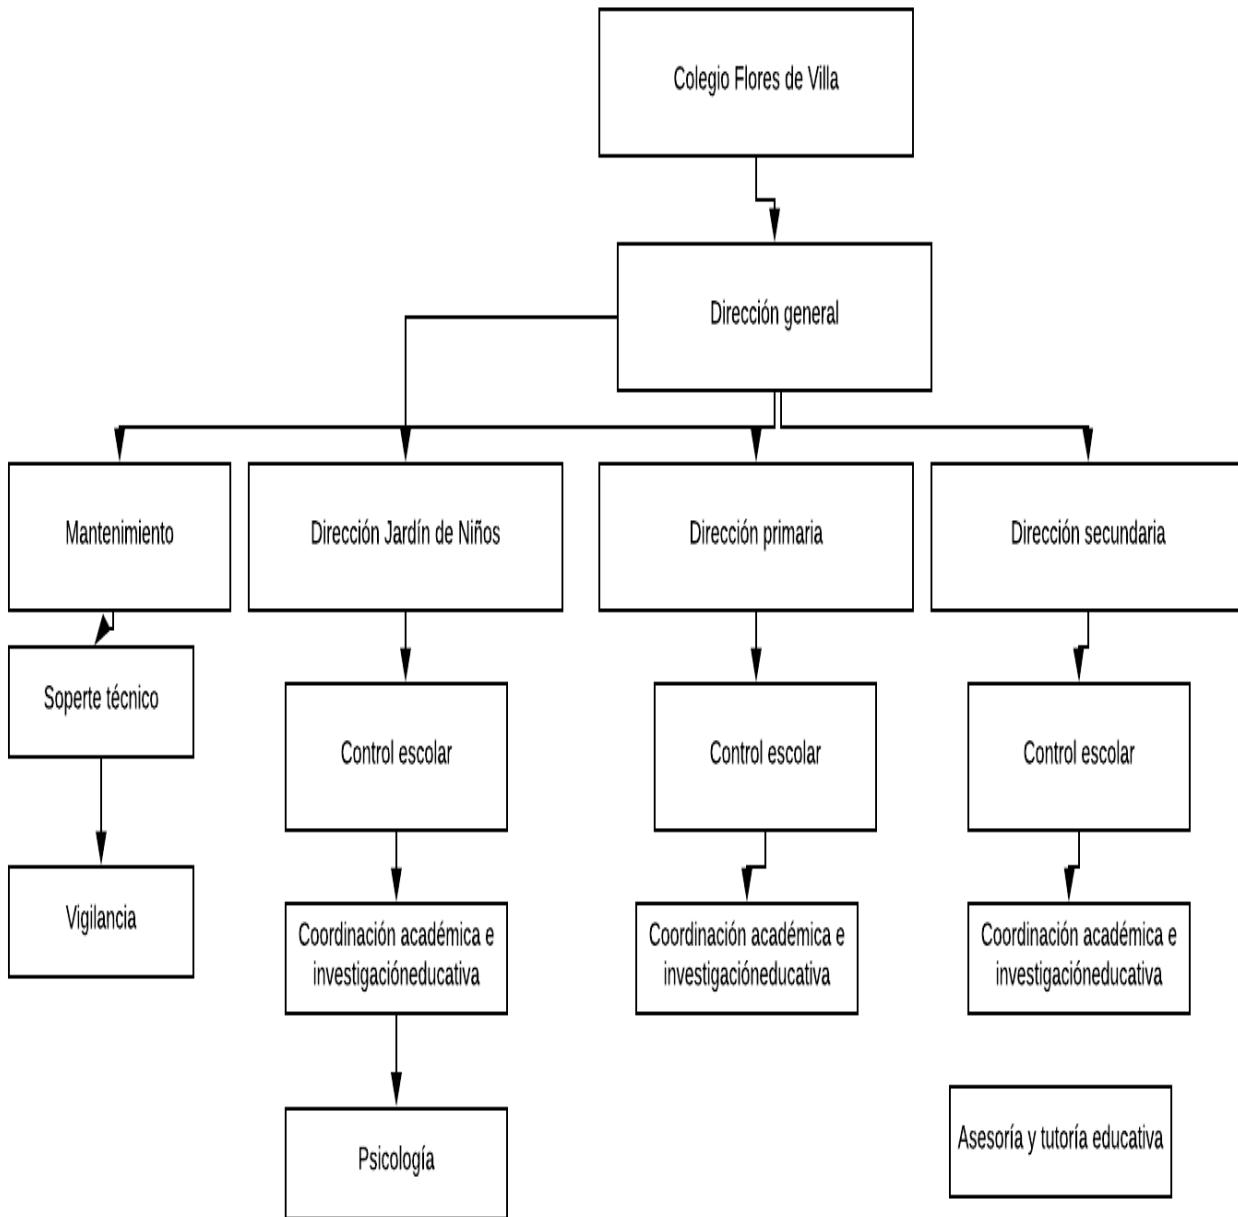 Colegio Flores de Villa
Dirección general
Mantenimiento
Dirección Jardín de Niños
Dirección primaria
Dirección secundaria
Soperte técnico
Control escolar
Control escolar
Control escolar
Vigilancia
Coordinación académica e
investigacióneducativa
Coordinación académica e
investigacióneducativa
Coordinación académica e
investigacióneducativa
Psicología
Asesoría y tutoría educativa